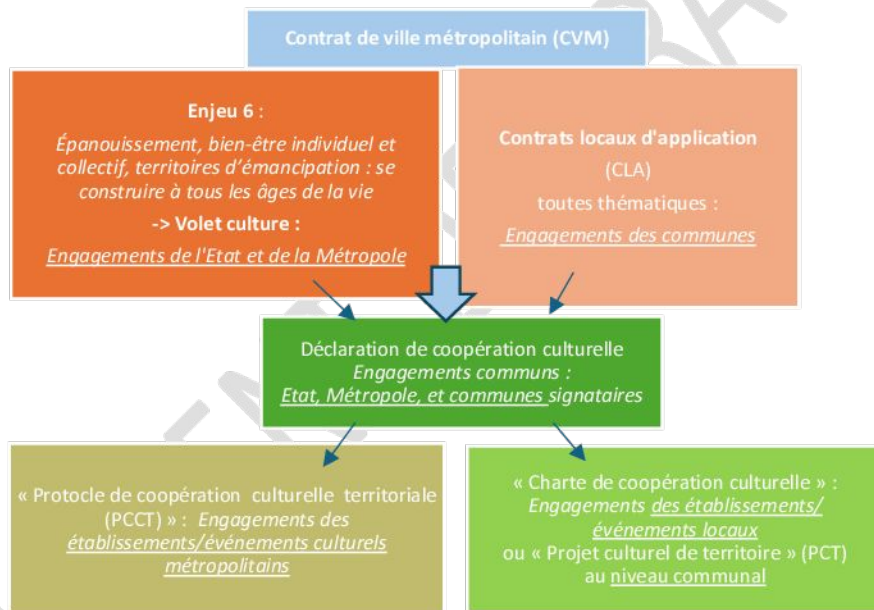 Contrat de ville métropolitain (CVM)
Enjeu 6 :
Épanouissement, bien-être individuel et
collectif, territoires d’émancipation : se
construire à tous les âges de la vie
-> Volet culture :
Engagements de l'Etat et de la Métropole
Contrats locaux d'application
(CLA)
toutes thématiques :
Engagements des communes
Déclaration de coopération culturelle
Engagements communs :
Etat, Métropole, et communes signataires
« Protocle de coopération culturelle territoriale
(PCCT) » : Engagements des
établissements/événements culturels
métropolitains
« Charte de coopération culturelle » :
Engagements des établissements/
événements locaux
ou « Projet culturel de territoire » (PCT)
au niveau communal